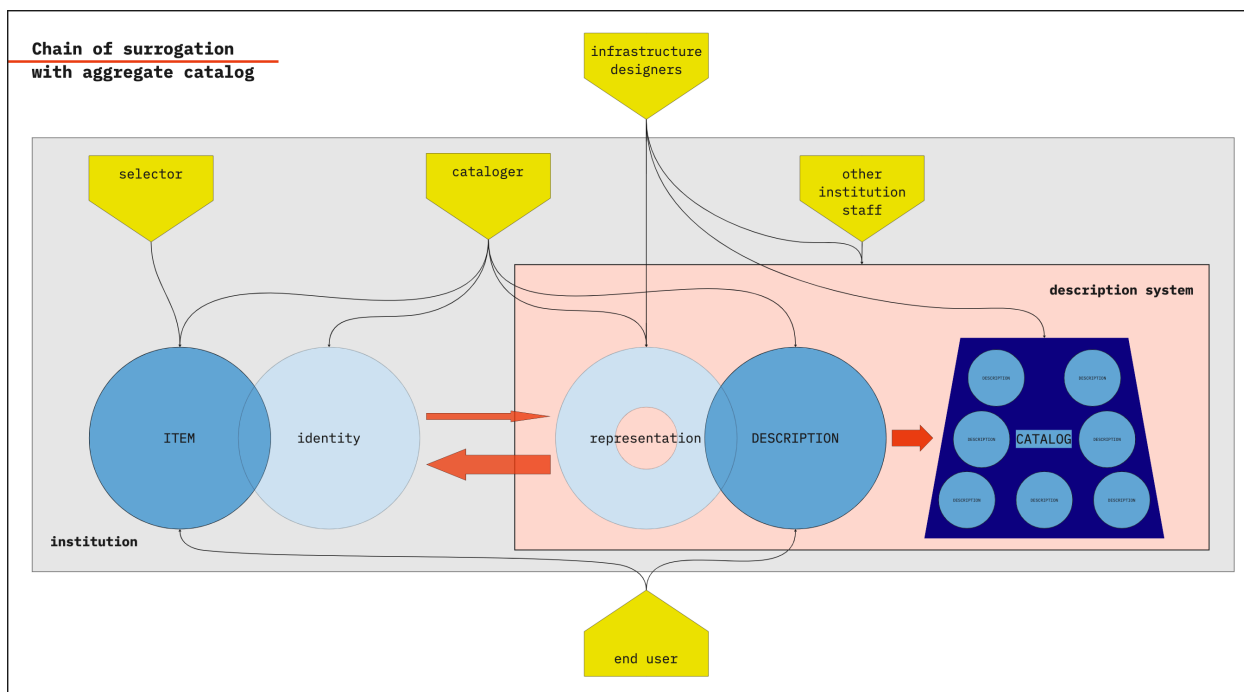 Chain of surrogation
with aggregate catalog
infrastructure
designers
selector
cataloger
other
institution
staff
description system
ITEM
identity
representation
DESCRIPTION
DESCRIPTION
DESCRIPTION
DESCRIPTION
CATALOG
DESCRIPTION
DESCRIPTION
DESCRIPTION
DESCRIPTION
institution
end user